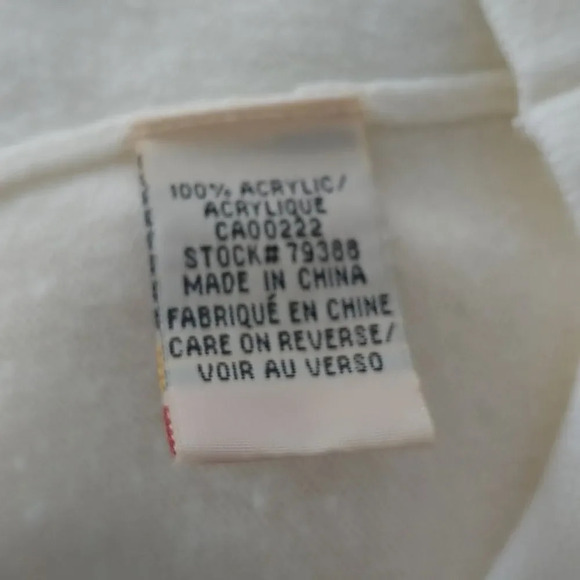 100% ACRYLIC/
ACRYLIQUE
CA00222
STOCK# 79388
MADE IN CHINA
FABRIQUÉ EN CHINE
CARE ON REVERSE/
VOIR AU VERSO